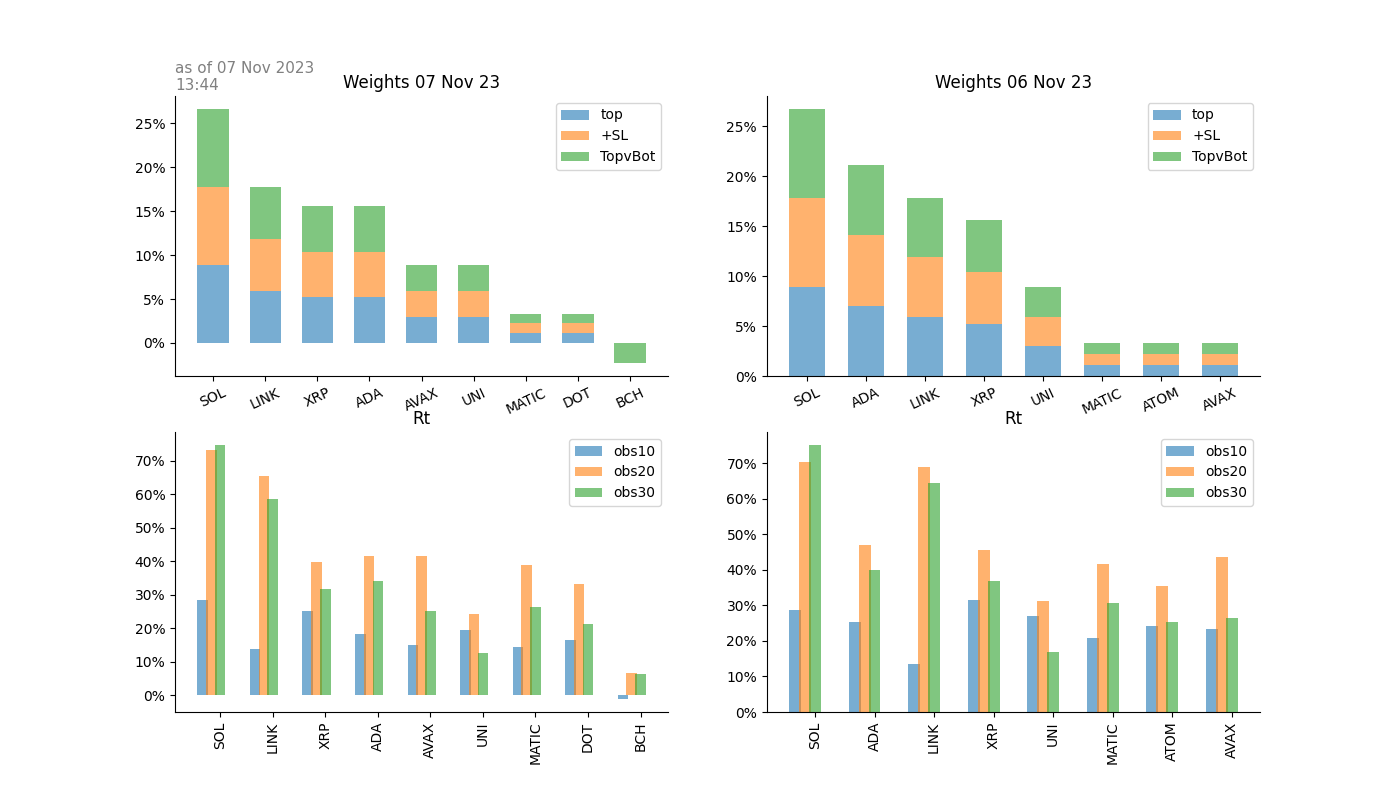 as of 07 Nov 2023
13:44
Weights 07 Nov 23
25%
20%
15%
10%
5%
0%
top
+SL
TopvBot
SOL LINK XRP ADA AVAX UNI MATIC DOT BCH
Weights 06 Nov 23
25%
20%
15%
10%
5%
0%
top
+SL
TopvBot
SOL ADA LINK XRP UNI MATIC ATOM AVAX
Rt
70%
60%
50%
40%
30%
20%
10%
0%
obs10
obs20
obs30
SOL LINK XRP ADA AVAX UNI MATIC DOT BCH
Rt
70%
60%
50%
40%
30%
20%
10%
0%
obs10
obs20
obs30
SOL ADA LINK XRP UNI MATIC ATOM AVAX